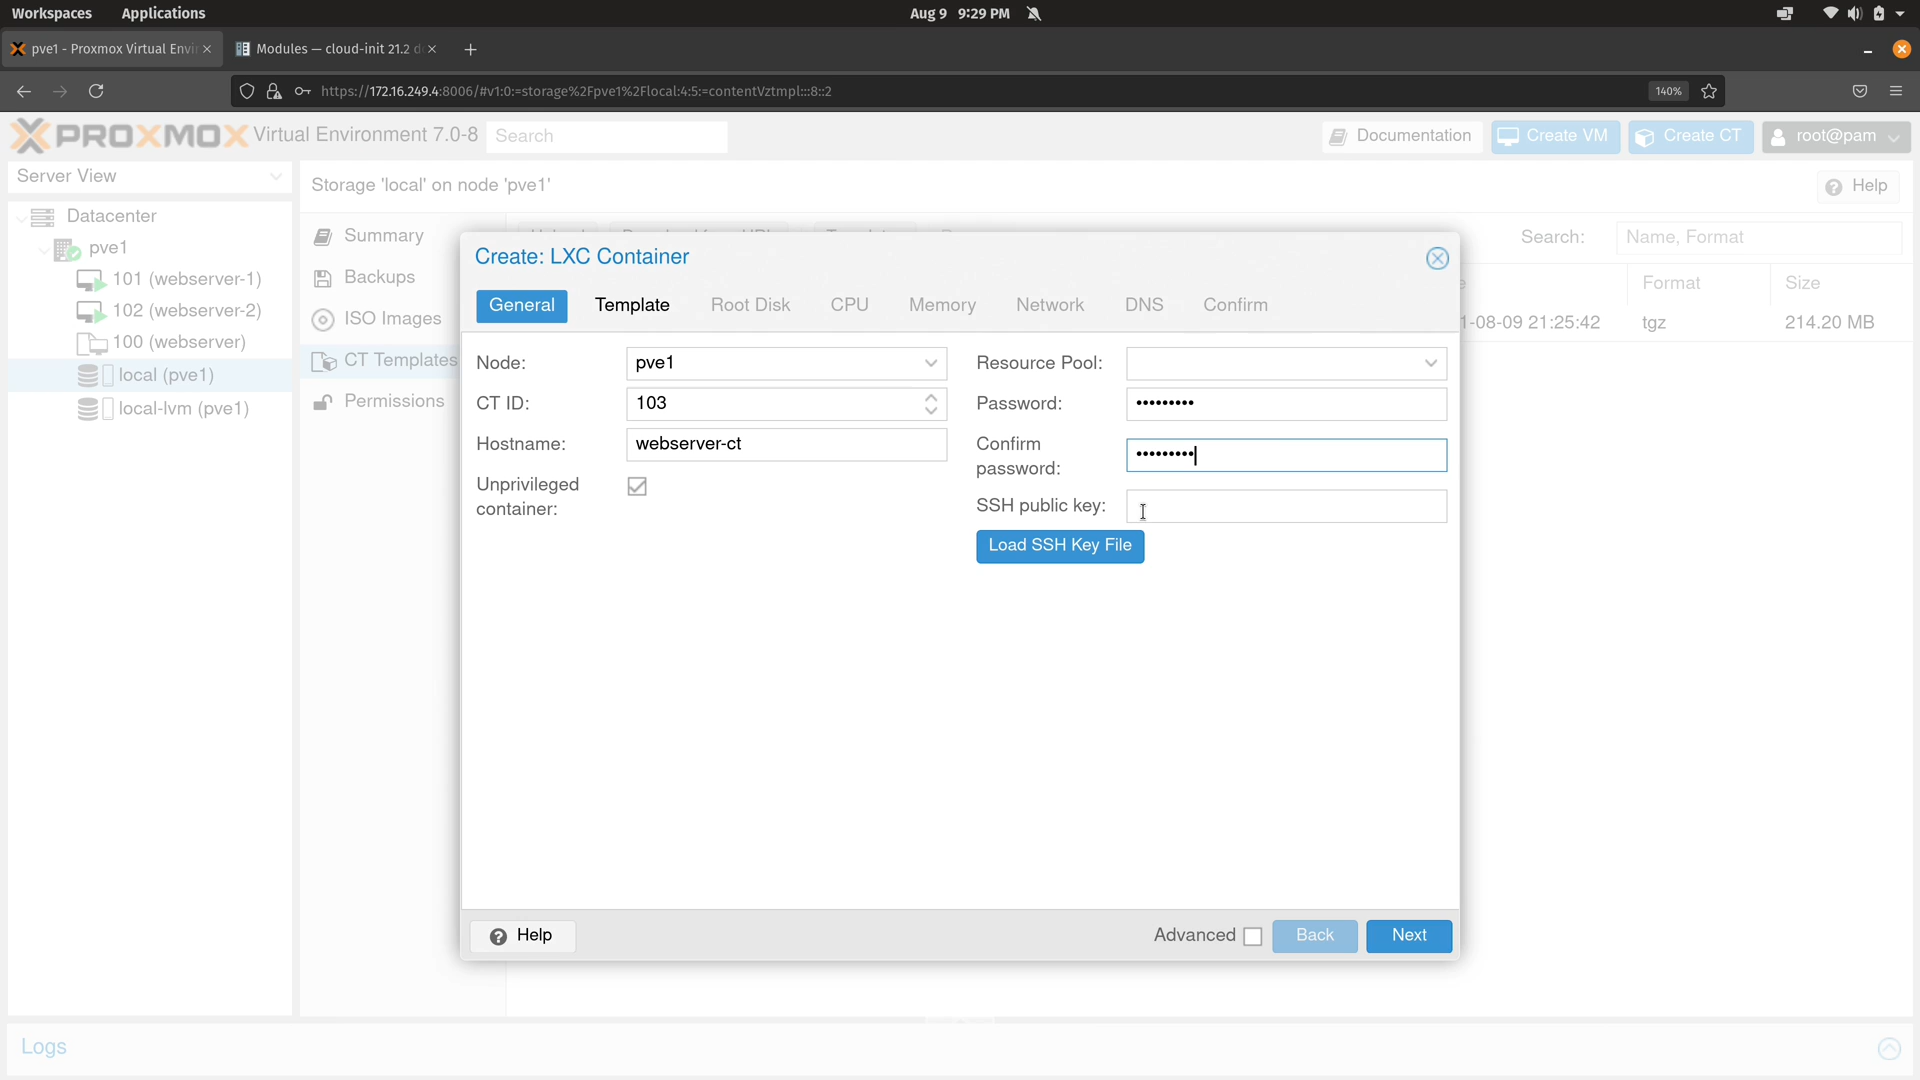 Workspaces Applications Aug 9 9:29 PM
pve1 - Proxmox Virtual Envi Modules — cloud-init 21.2 d
https://172.16.249.4:8006/#v1:0:=storage%2Fpve1%2Flocal:4:5:=contentVztmpl:::8::2 140%
PROXMOX Virtual Environment 7.0-8 Search Documentation Create VM Create CT root@pam
Server View
Storage 'local' on node 'pve1' Help
Datacenter
pve1
101 (webserver-1)
102 (webserver-2)
100 (webserver)
local (pve1)
local-lvm (pve1)
Summary
Backups
ISO Images
CT Templates
Permissions
Search: Name, Format
Format Size
1-08-09 21:25:42 tgz 214.20 MB
Create: LXC Container
General Template Root Disk CPU Memory Network DNS Confirm
Node: pve1
CT ID: 103
Hostname: webserver-ct
Unprivileged
container:
Resource Pool:
Password: •••••••••
Confirm
password: •••••••••
SSH public key:
Load SSH Key File
Help Advanced Back Next
Logs